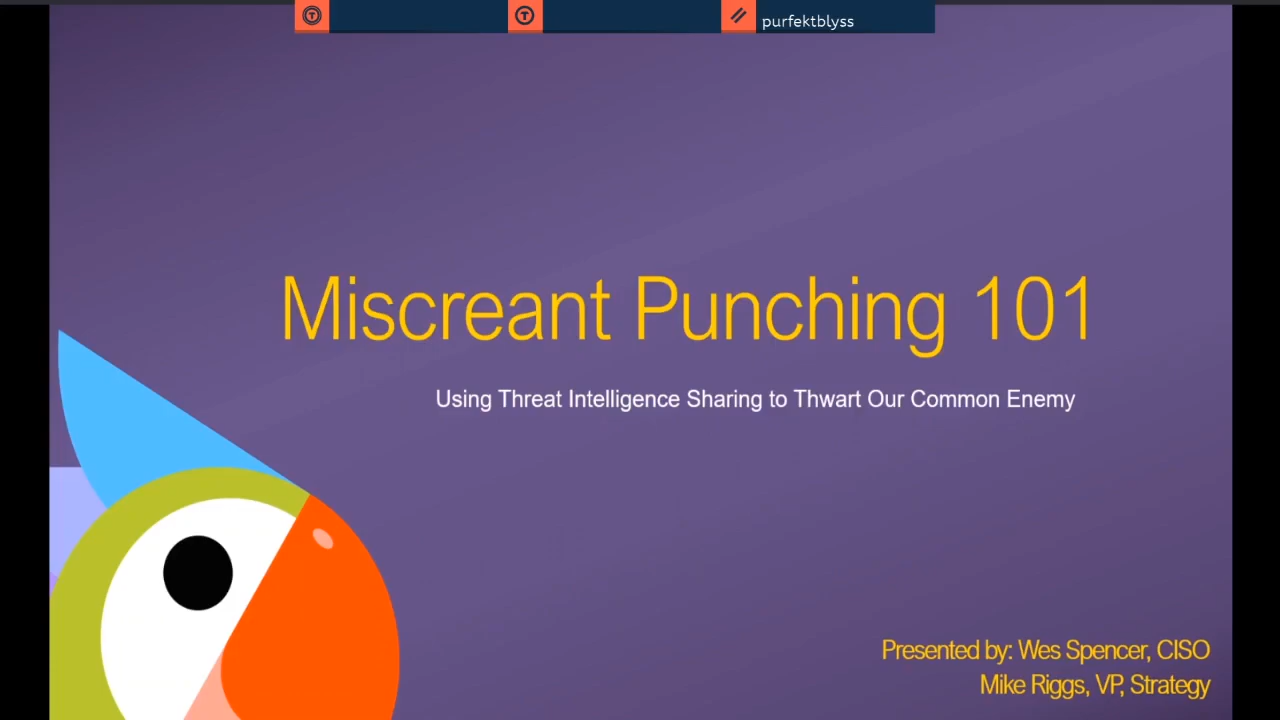 purfektblyss
Miscreant Punching 101
Using Threat Intelligence Sharing to Thwart Our Common Enemy
Presented by: Wes Spencer, CISO
Mike Riggs, VP, Strategy